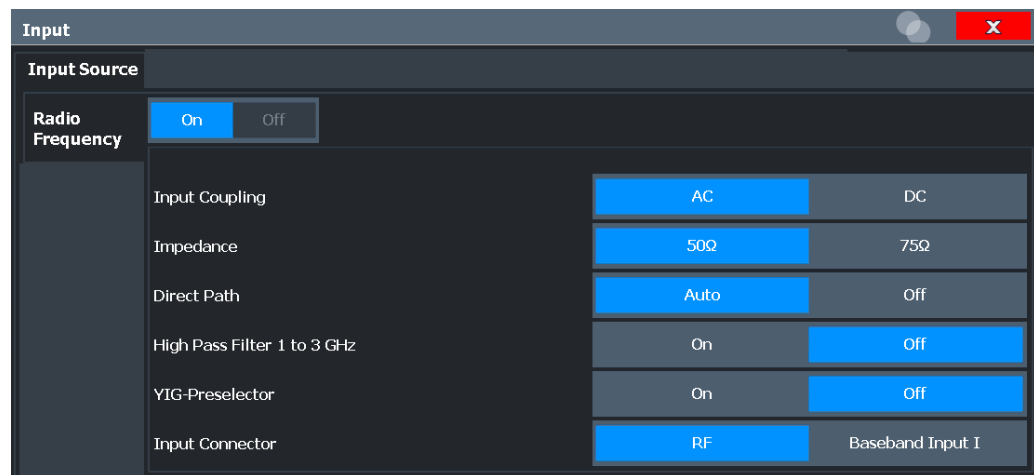 Input
X
Input Source
Radio
Frequency
On Off
Input Coupling AC DC
Impedance 50Ω 75Ω
Direct Path Auto Off
High Pass Filter 1 to 3 GHz On Off
YIG-Preselector On Off
Input Connector RF Baseband Input I